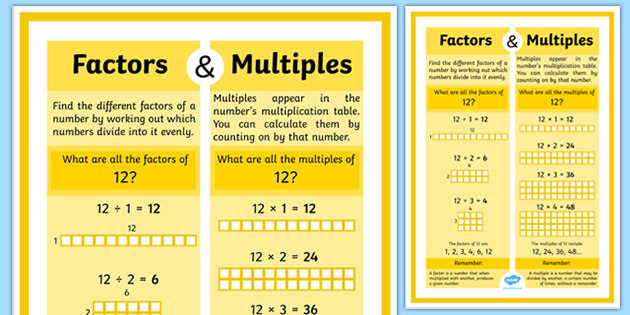 Factors & Multiples
Find the different factors of a
number by working out which
numbers divide into it evenly.
What are all the factors of
12?
12 ÷ 1 = 12
12
1
12 ÷ 2 = 6
6
2
Multiples appear in the
number's multiplication table.
You can calculate them by
counting on by that number.
What are all the multiples of
12?
12 × 1 = 12
12 × 2 = 24
12 × 3 = 36
Factors & Multiples
Find the different factors of a
number by working out which
numbers divide into it evenly.
What are all the factors of
12?
12 ÷ 1 = 12
12
1
12 ÷ 2 = 6
6
2
12 ÷ 3 = 4
4
3
The factors of 12 are:
1, 2, 3, 4, 6, 12
Remember:
A factor is a number that when
multiplied with another, produces
a given number.
Multiples appear in the
number's multiplication table.
You can calculate them by
counting on by that number.
What are all the multiples of
12?
12 × 1 = 12
12 × 2 = 24
12 × 3 = 36
12 × 4 = 48
The multiples of 12 include:
12, 24, 36, 48...
Remember:
A multiple is a number that may be
divided by another, a certain number
of times, without a remainder.